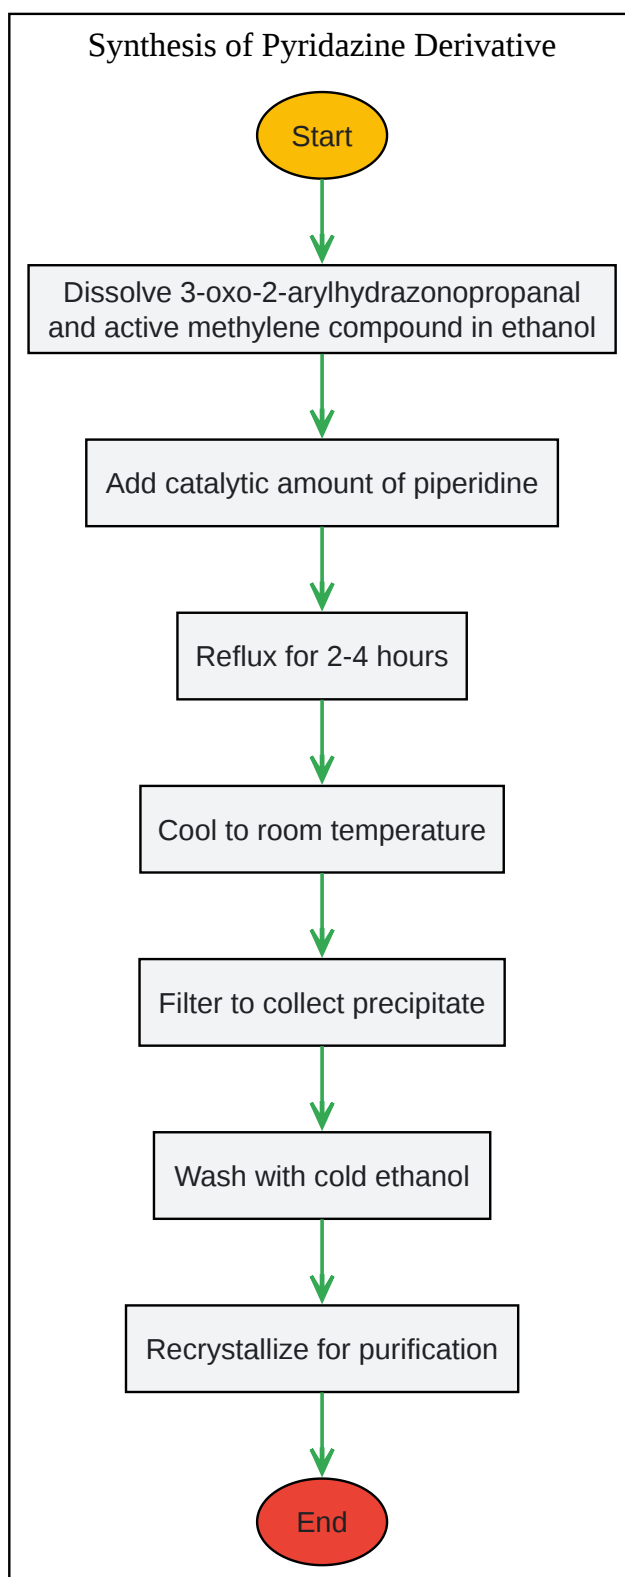 Synthesis of Pyridazine Derivative
Start
Dissolve 3-oxo-2-arylhydrazonopropanal
and active methylene compound in ethanol
Add catalytic amount of piperidine
Reflux for 2-4 hours
Cool to room temperature
Filter to collect precipitate
Wash with cold ethanol
Recrystallize for purification
End